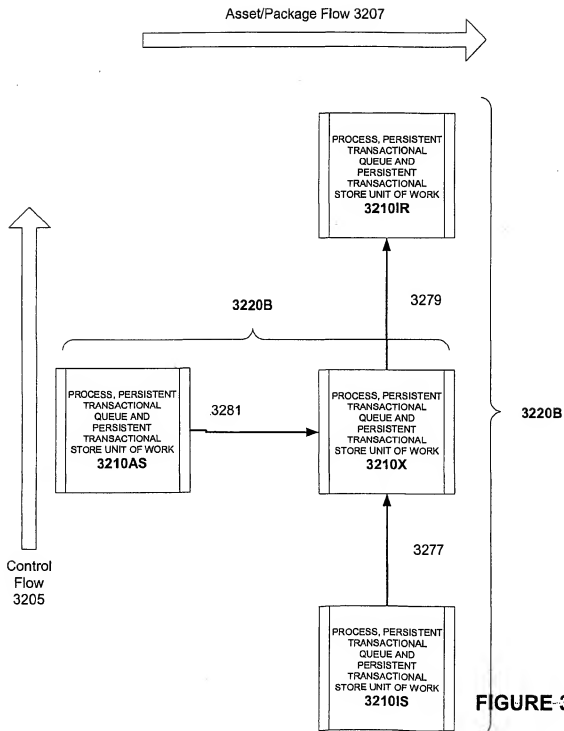 Asset/Package Flow 3207
PROCESS, PERSISTENT
TRANSACTIONAL
QUEUE AND
PERSISTENT
TRANSACTIONAL
STORE UNIT OF WORK
3210IR
3279
3220B
PROCESS, PERSISTENT
TRANSACTIONAL
QUEUE AND
PERSISTENT
TRANSACTIONAL
STORE UNIT OF WORK
3210AS
3281
PROCESS, PERSISTENT
TRANSACTIONAL
QUEUE AND
PERSISTENT
TRANSACTIONAL
STORE UNIT OF WORK
3210X
3220B
3277
Control
Flow
3205
PROCESS, PERSISTENT
TRANSACTIONAL
QUEUE AND
PERSISTENT
TRANSACTIONAL
STORE UNIT OF WORK
3210IS
FIGURE